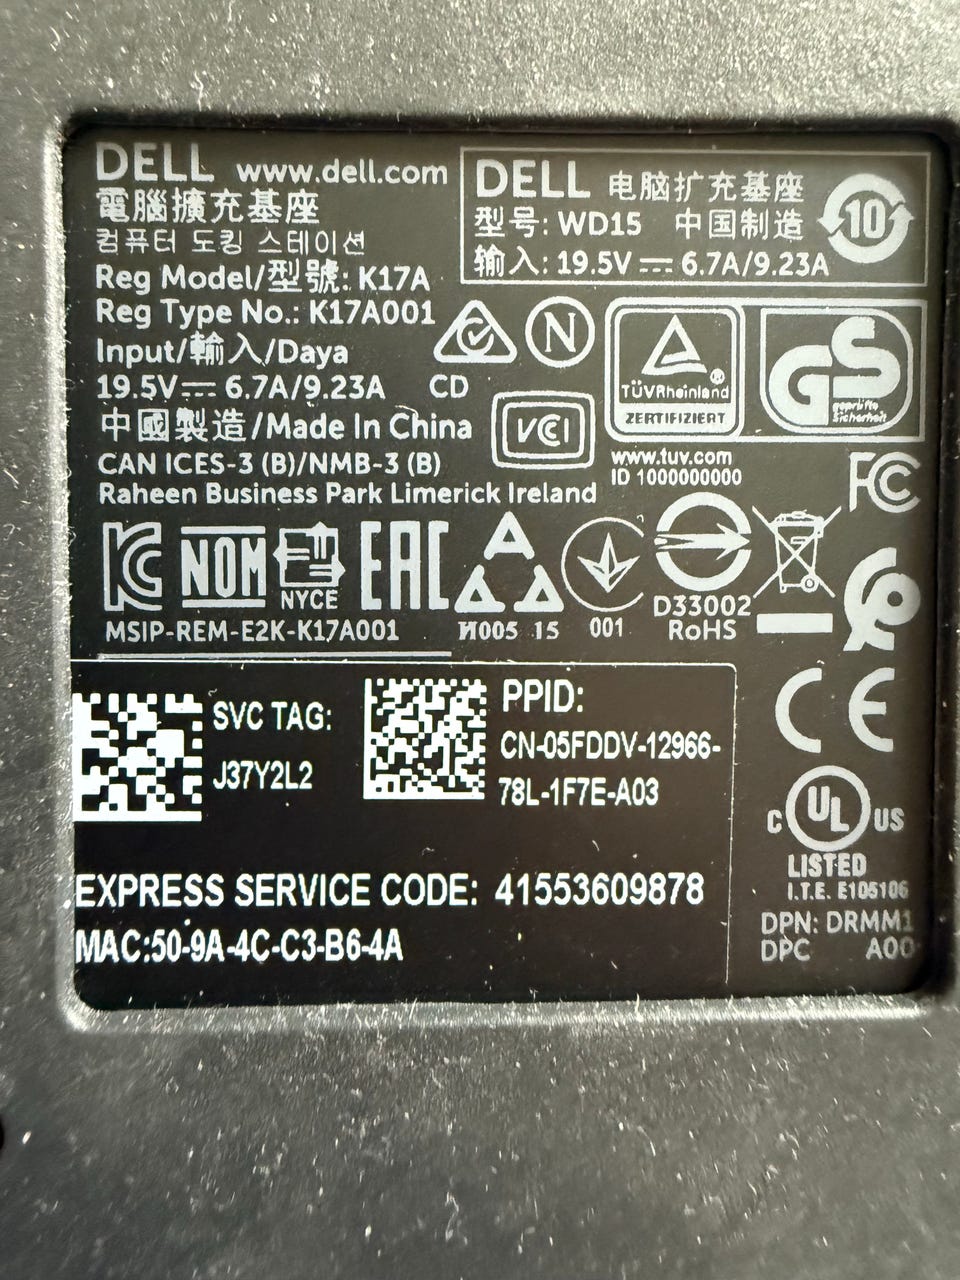 DELL www.dell.com
電腦擴充基座
컴퓨터 도킹 스테이션
Reg Model/型號: K17A
Reg Type No.: K17A001
Input/輸入/Daya
19.5V⎓ 6.7A/9.23A CD
中國製造/Made In China
CAN ICES-3 (B)/NMB-3 (B)
Raheen Business Park Limerick Ireland
DELL 电脑扩充基座
型号: WD15 中国制造
输入: 19.5V⎓ 6.7A/9.23A
10
N
VCI
TÜVRheinland
ZERTIFIZIERT
GS
geprüfte
Sicherheit
www.tuv.com
ID 1000000000
FC
KC
NOM
NYCE
EAC
MSIP-REM-E2K-K17A001
И005 15
001
D33002
RoHS
CE
SVC TAG:
J37Y2L2
PPID:
CN-05FDDV-12966-
78L-1F7E-A03
C UL US
LISTED
I.T.E. E105106
EXPRESS SERVICE CODE: 41553609878
MAC:50-9A-4C-C3-B6-4A
DPN: DRMM1
DPC A00